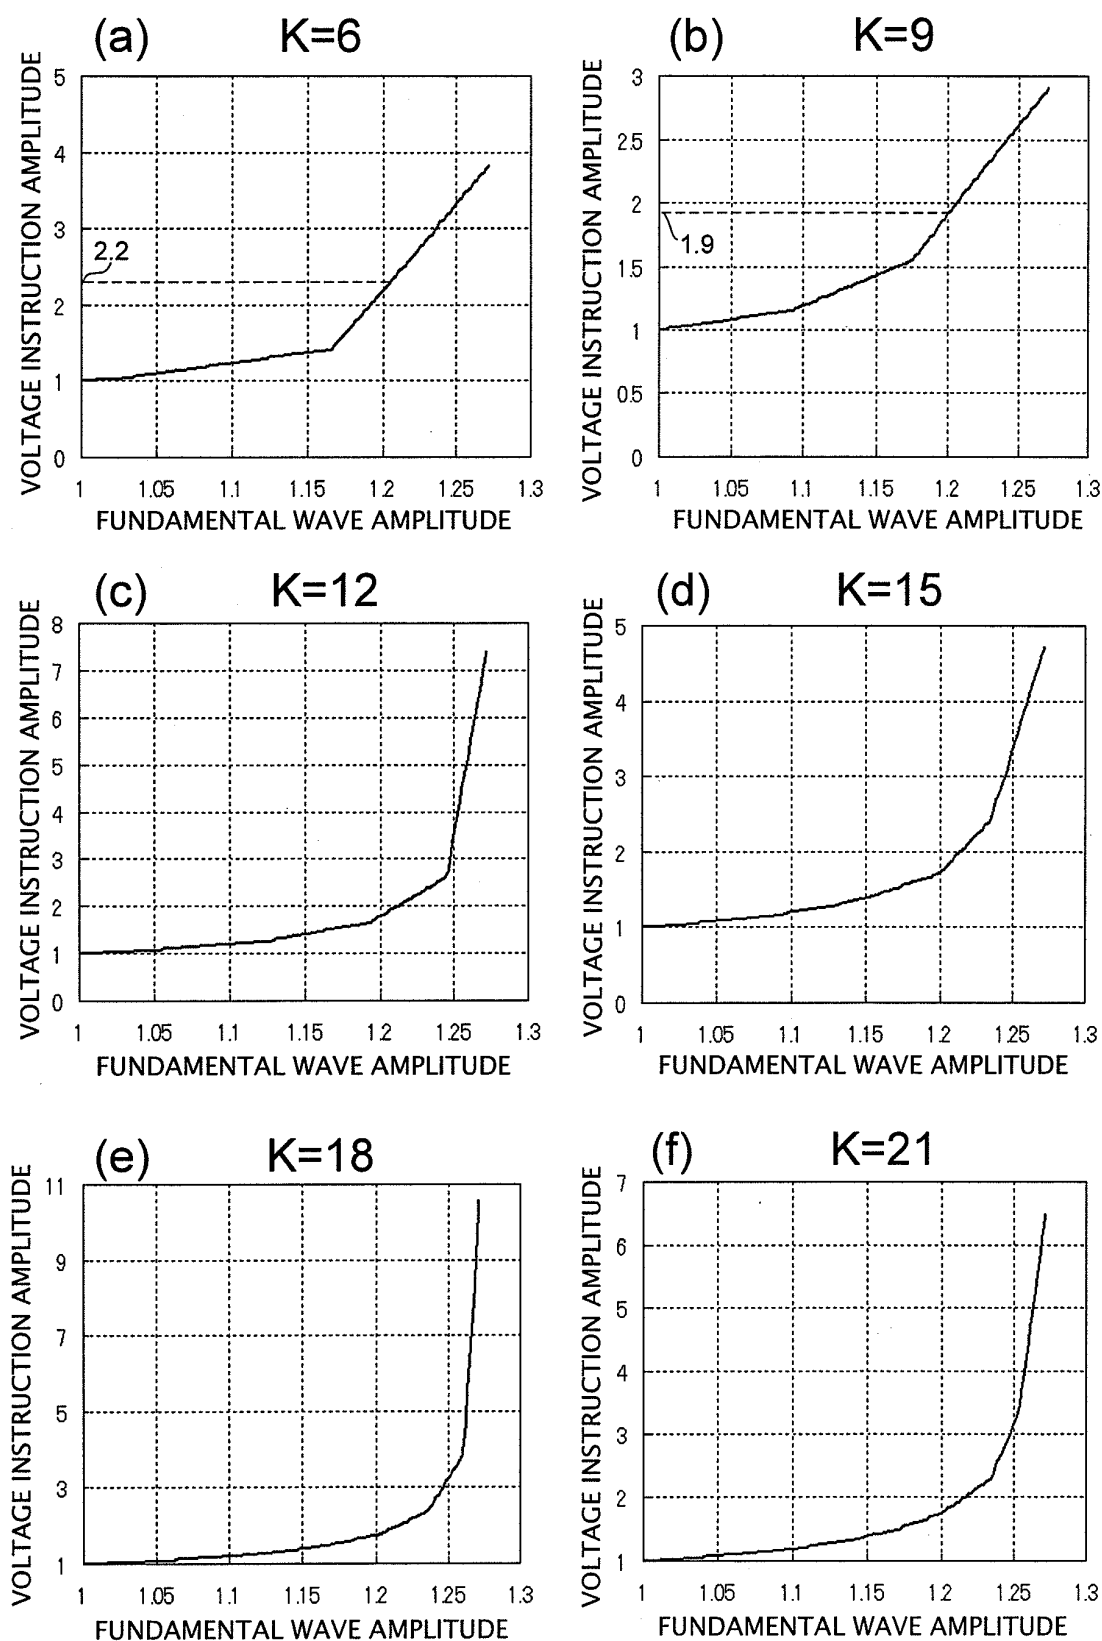 (a) K=6
VOLTAGE INSTRUCTION AMPLITUDE
5
4
3
2.2
2
1
0
1 1.05 1.1 1.15 1.2 1.25 1.3
FUNDAMENTAL WAVE AMPLITUDE
(b) K=9
VOLTAGE INSTRUCTION AMPLITUDE
3
2.5
2
1.9
1.5
1
0.5
0
1 1.05 1.1 1.15 1.2 1.25 1.3
FUNDAMENTAL WAVE AMPLITUDE
(c) K=12
VOLTAGE INSTRUCTION AMPLITUDE
8
7
6
5
4
3
2
1
0
1 1.05 1.1 1.15 1.2 1.25 1.3
FUNDAMENTAL WAVE AMPLITUDE
(d) K=15
VOLTAGE INSTRUCTION AMPLITUDE
5
4
3
2
1
0
1 1.05 1.1 1.15 1.2 1.25 1.3
FUNDAMENTAL WAVE AMPLITUDE
(e) K=18
VOLTAGE INSTRUCTION AMPLITUDE
11
9
7
5
3
1
1 1.05 1.1 1.15 1.2 1.25 1.3
FUNDAMENTAL WAVE AMPLITUDE
(f) K=21
VOLTAGE INSTRUCTION AMPLITUDE
7
6
5
4
3
2
1
1 1.05 1.1 1.15 1.2 1.25 1.3
FUNDAMENTAL WAVE AMPLITUDE